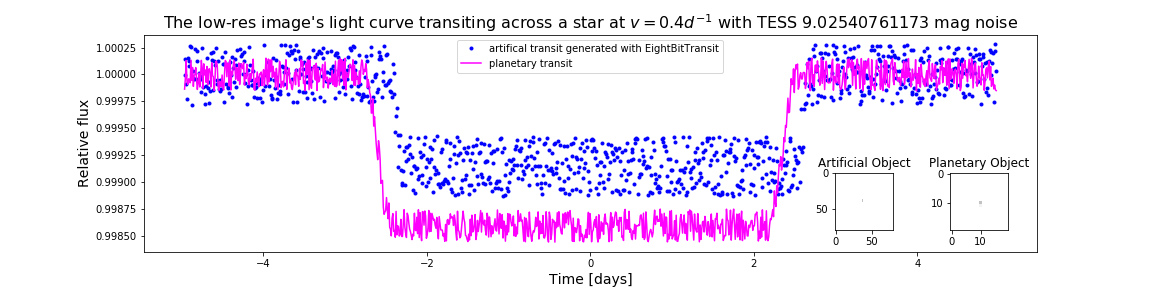 The low-res image's light curve transiting across a star at v = 0.4d⁻¹ with TESS 9.02540761173 mag noise
artifical transit generated with EightBitTransit
planetary transit
Relative flux
1.00025
1.00000
0.99975
0.99950
0.99925
0.99900
0.99875
0.99850
Artificial Object
0
50
0 50
Planetary Object
0
10
0 10
−4 −2 0 2 4
Time [days]